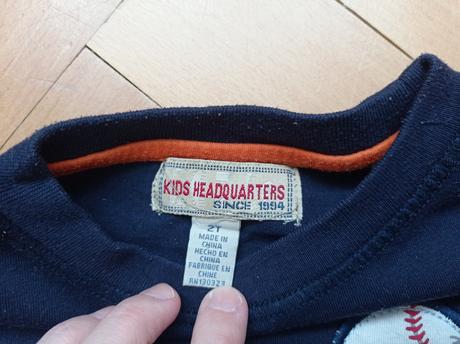 KIDS HEADQUARTERS
SINCE 1994
2T
MADE IN
CHINA
HECHO EN
CHINA
FABRIQUE EN
CHINE
RN130323